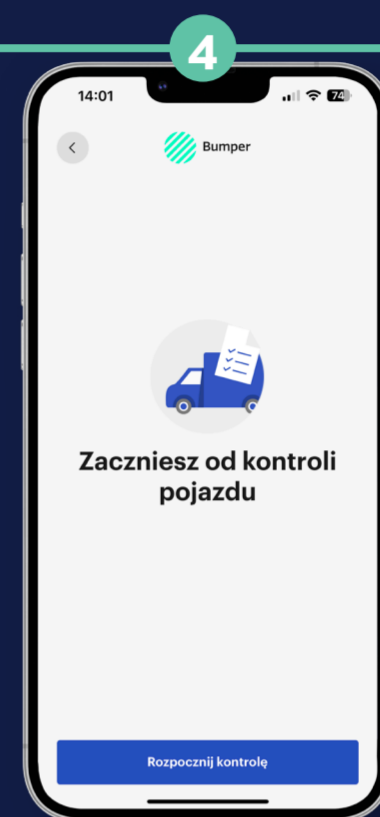 4
14:01
74
Bumper
Zaczniesz od kontroli
pojazdu
Rozpocznij kontrolę